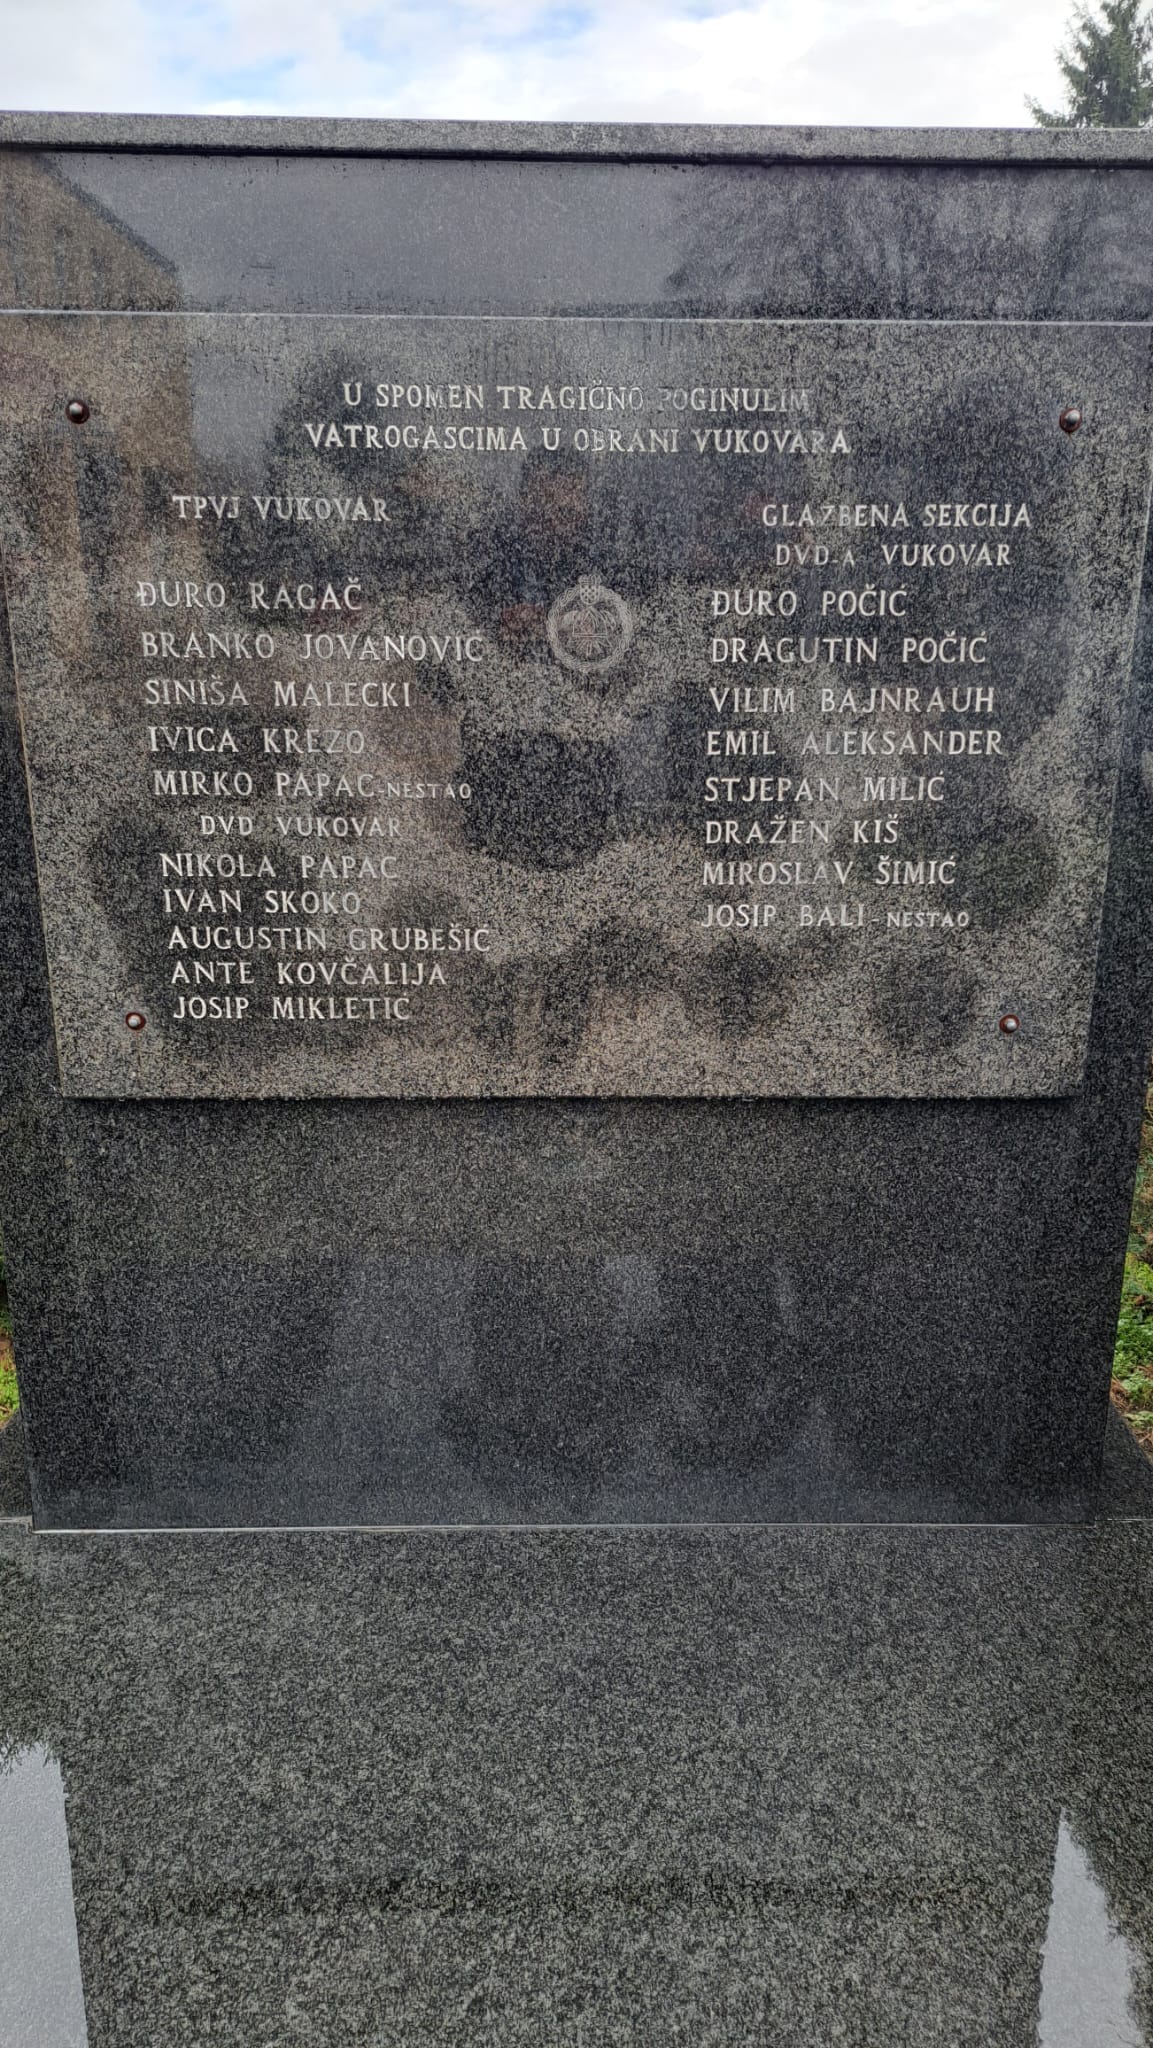 U SPOMEN TRAGIČNO POGINULIM
VATROGASCIMA U OBRANI VUKOVARA
TPVJ VUKOVAR
ĐURO RAGAČ
BRANKO JOVANOVIĆ
SINIŠA MALECKI
IVICA KREZO
MIRKO PAPAC-NESTAO
DVD VUKOVAR
NIKOLA PAPAC
IVAN SKOKO
AUGUSTIN GRUBEŠIĆ
ANTE KOVČALIJA
JOSIP MIKLETIĆ
GLAZBENA SEKCIJA
DVD-A VUKOVAR
ĐURO POČIĆ
DRAGUTIN POČIĆ
VILIM BAJNRAUH
EMIL ALEKSANDER
STJEPAN MILIĆ
DRAŽEN KIŠ
MIROSLAV ŠIMIĆ
JOSIP BALI-NESTAO